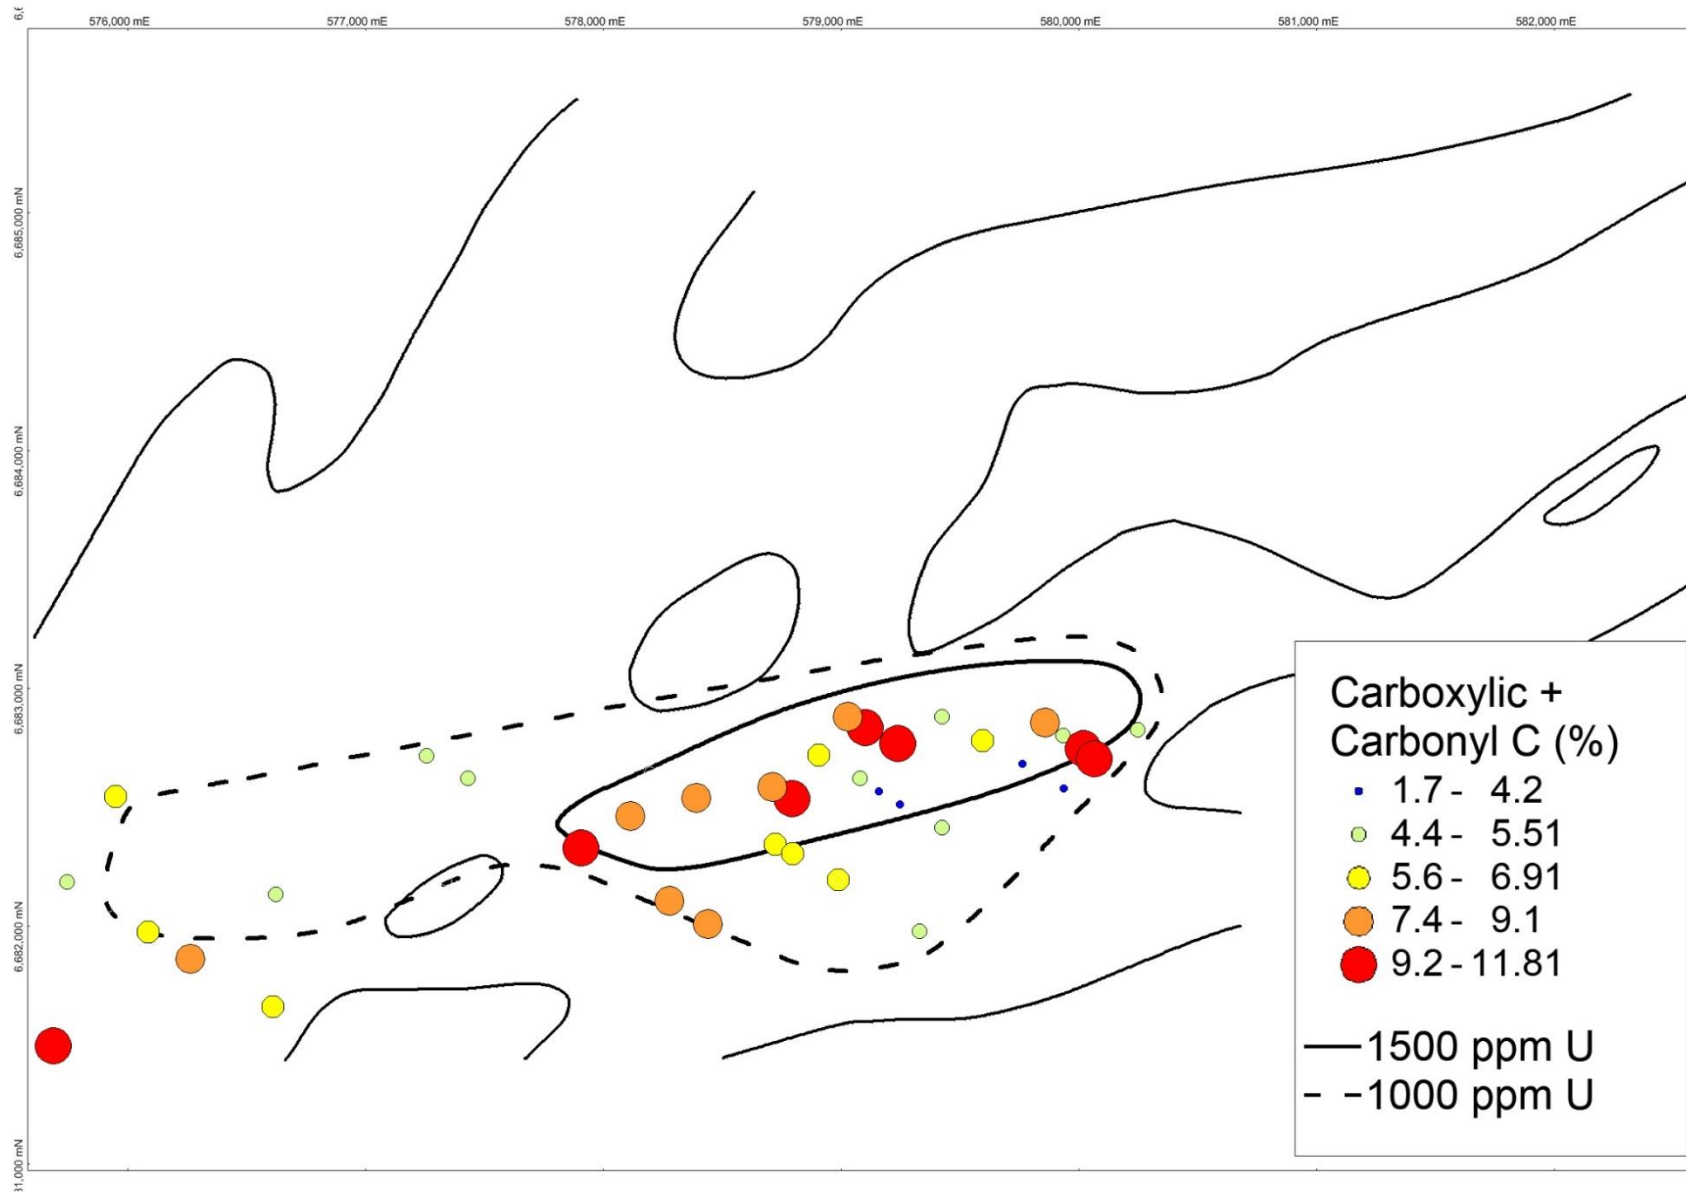 576,000 mE
577,000 mE
578,000 mE
579,000 mE
580,000 mE
581,000 mE
582,000 mE
6,685,000 mN
6,684,000 mN
6,683,000 mN
6,682,000 mN
Carboxylic +
Carbonyl C (%)
1.7 - 4.2
4.4 - 5.51
5.6 - 6.91
7.4 - 9.1
9.2 - 11.81
1500 ppm U
1000 ppm U